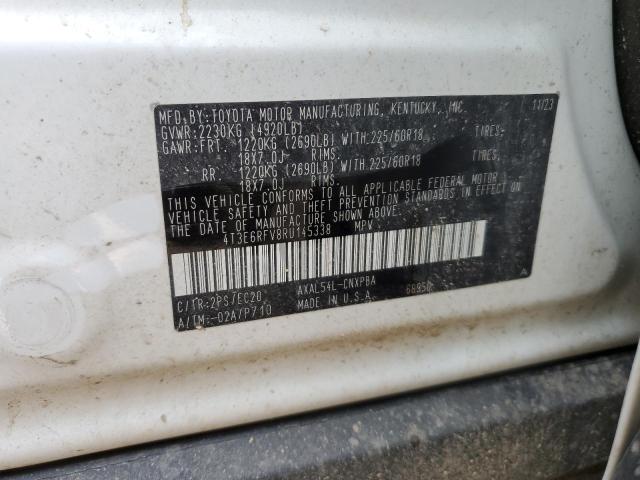 MFD.BY:TOYOTA MOTOR MANUFACTURING, KENTUCKY, INC. 11/23
GVWR:2230KG (4920LB)
GAWR:FRT. 1220KG (2690LB) WITH.225/60R18 TIRES.
18X7.0J RIMS.
RR. 1220KG (2690LB) WITH.225/60R18 TIRES.
18X7.0J RIMS.
THIS VEHICLE CONFORMS TO ALL APPLICABLE FEDERAL MOTOR
VEHICLE SAFETY AND THEFT PREVENTION STANDARDS IN EFFECT ON
THE DATE OF MANUFACTURE SHOWN ABOVE.
4T3E6RFV8RU145338 MPV
C/TR:2PS/EC20 AXAL54L-CNXPBA A
A/TM:-02A/P710 MADE IN U.S.A.